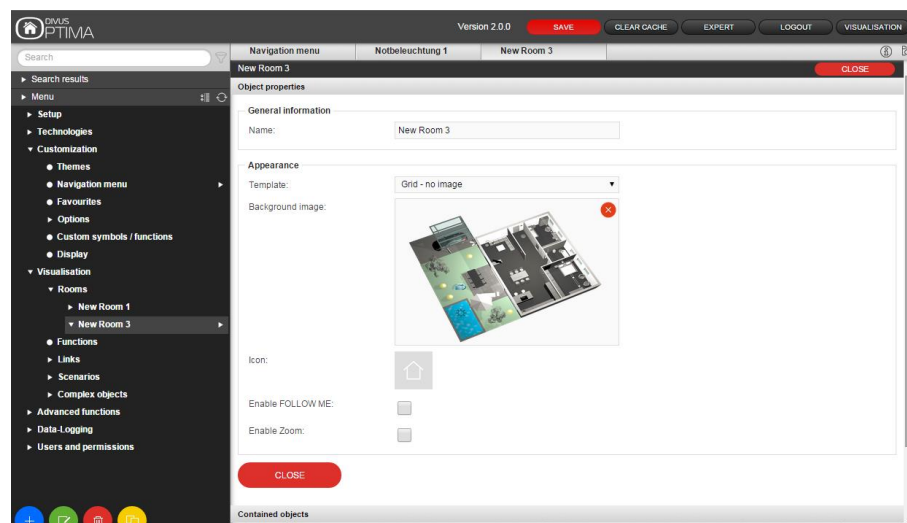 DIVUS
OPTIMA
Version 2.0.0
SAVE
CLEAR CACHE
EXPERT
LOGOUT
VISUALISATION
Search
Search results
Menu
Setup
Technologies
Customization
Themes
Navigation menu
Favourites
Options
Custom symbols / functions
Display
Visualisation
Rooms
New Room 1
New Room 3
Functions
Links
Scenarios
Complex objects
Advanced functions
Data-Logging
Users and permissions
Navigation menu
Notbeleuchtung 1
New Room 3
New Room 3
CLOSE
Object properties
General information
Name: New Room 3
Appearance
Template: Grid - no image
Background image:
Icon:
Enable FOLLOW ME:
Enable Zoom:
CLOSE
Contained objects